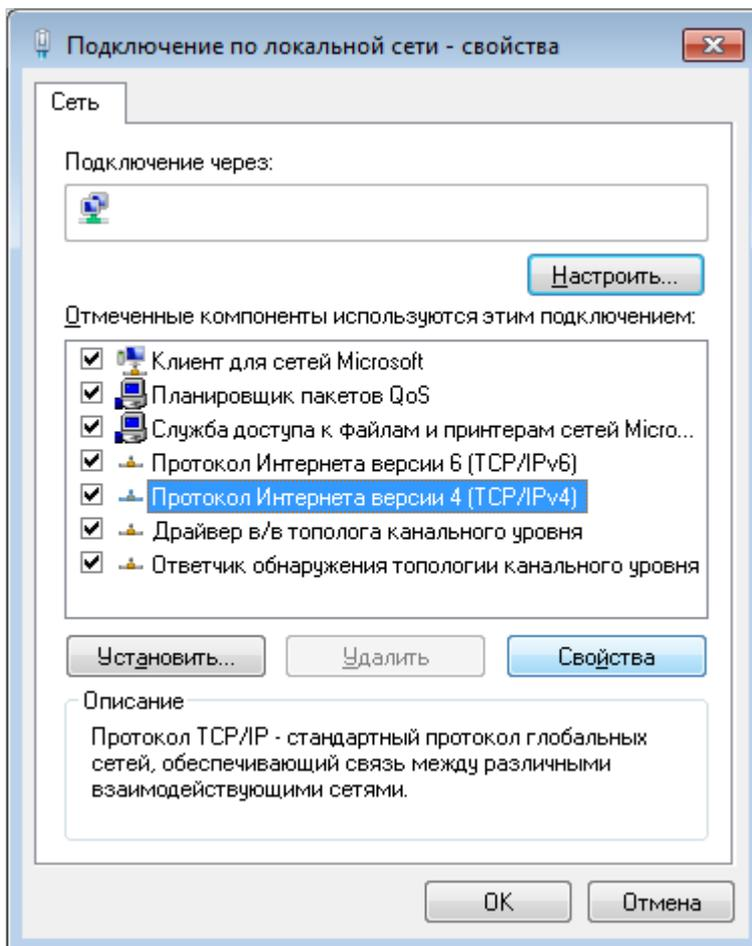 Подключение по локальной сети - свойства
Сеть
Подключение через:
Настроить...
Отмеченные компоненты используются этим подключением:
Клиент для сетей Microsoft
Планировщик пакетов QoS
Служба доступа к файлам и принтерам сетей Micro...
Протокол Интернета версии 6 (TCP/IPv6)
Протокол Интернета версии 4 (TCP/IPv4)
Драйвер в/в тополога канального уровня
Ответчик обнаружения топологии канального уровня
Установить...
Удалить
Свойства
Описание
Протокол TCP/IP - стандартный протокол глобальных
сетей, обеспечивающий связь между различными
взаимодействующими сетями.
OK
Отмена